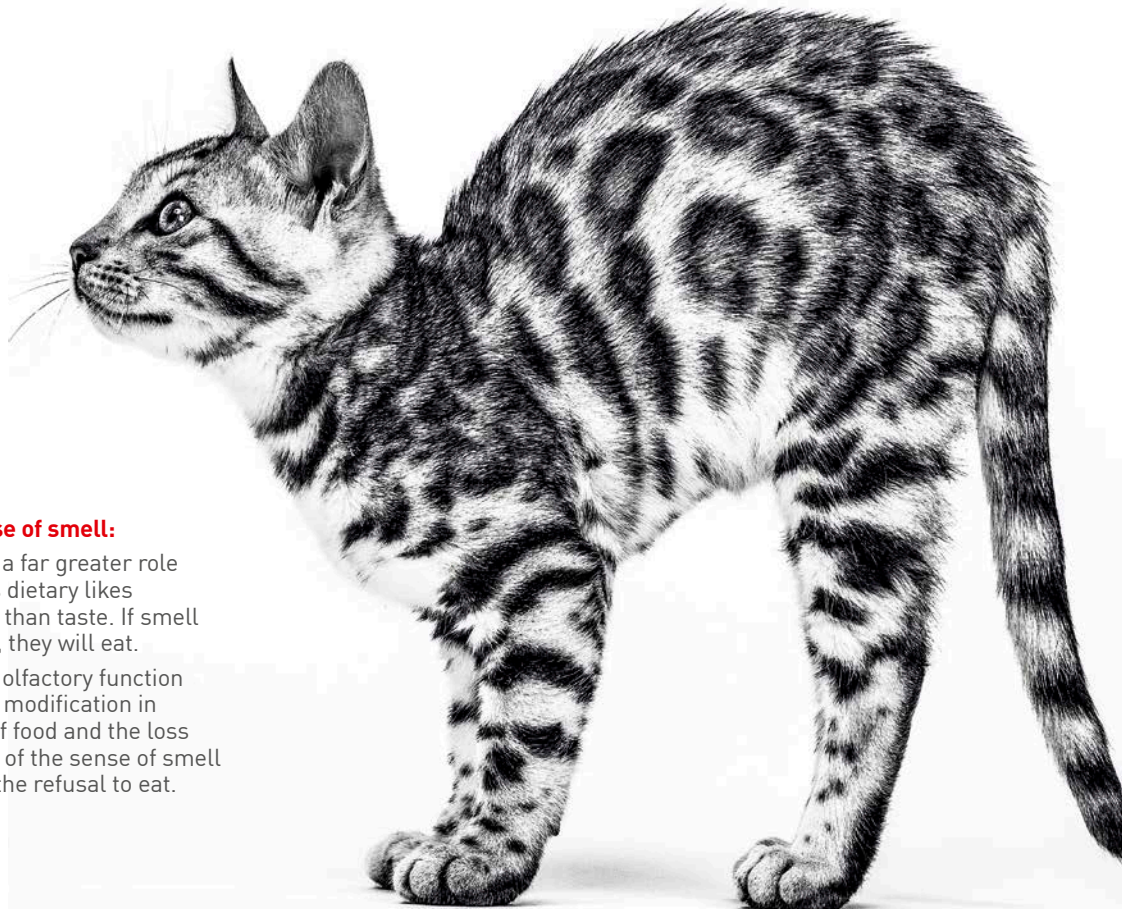 se of smell:
a far greater role
dietary likes
than taste. If smell
, they will eat.
olfactory function
modification in
f food and the loss
of the sense of smell
the refusal to eat.